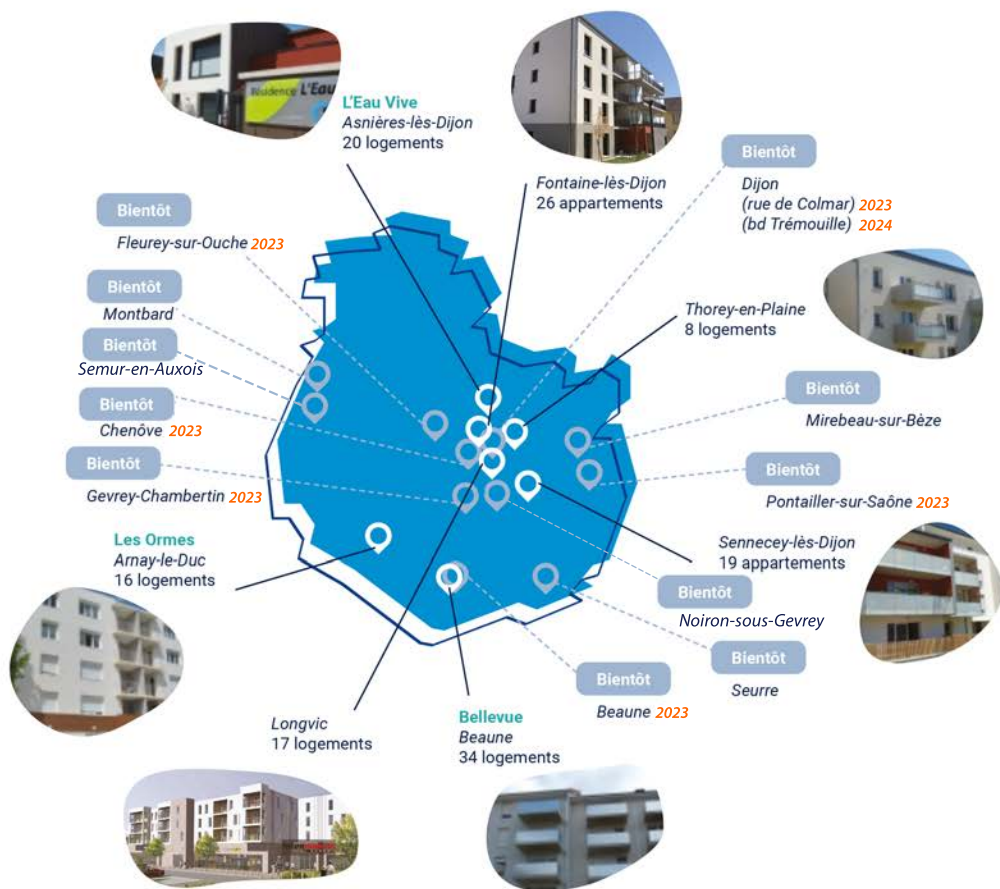 Résidence L'Eau
L'Eau Vive
Asnières-lès-Dijon
20 logements
Fontaine-lès-Dijon
26 appartements
Bientôt
Dijon
(rue de Colmar) 2023
(bd Trémouille) 2024
Bientôt
Fleurey-sur-Ouche 2023
Bientôt
Montbard
Thorey-en-Plaine
8 logements
Bientôt
Semur-en-Auxois
Bientôt
Chenôve 2023
Bientôt
Mirebeau-sur-Bèze
Bientôt
Gevrey-Chambertin 2023
Bientôt
Pontailler-sur-Saône 2023
Les Ormes
Arnay-le-Duc
16 logements
Sennecey-lès-Dijon
19 appartements
Bientôt
Noiron-sous-Gevrey
Bientôt
Seurre
Bientôt
Beaune 2023
Longvic
17 logements
Bellevue
Beaune
34 logements